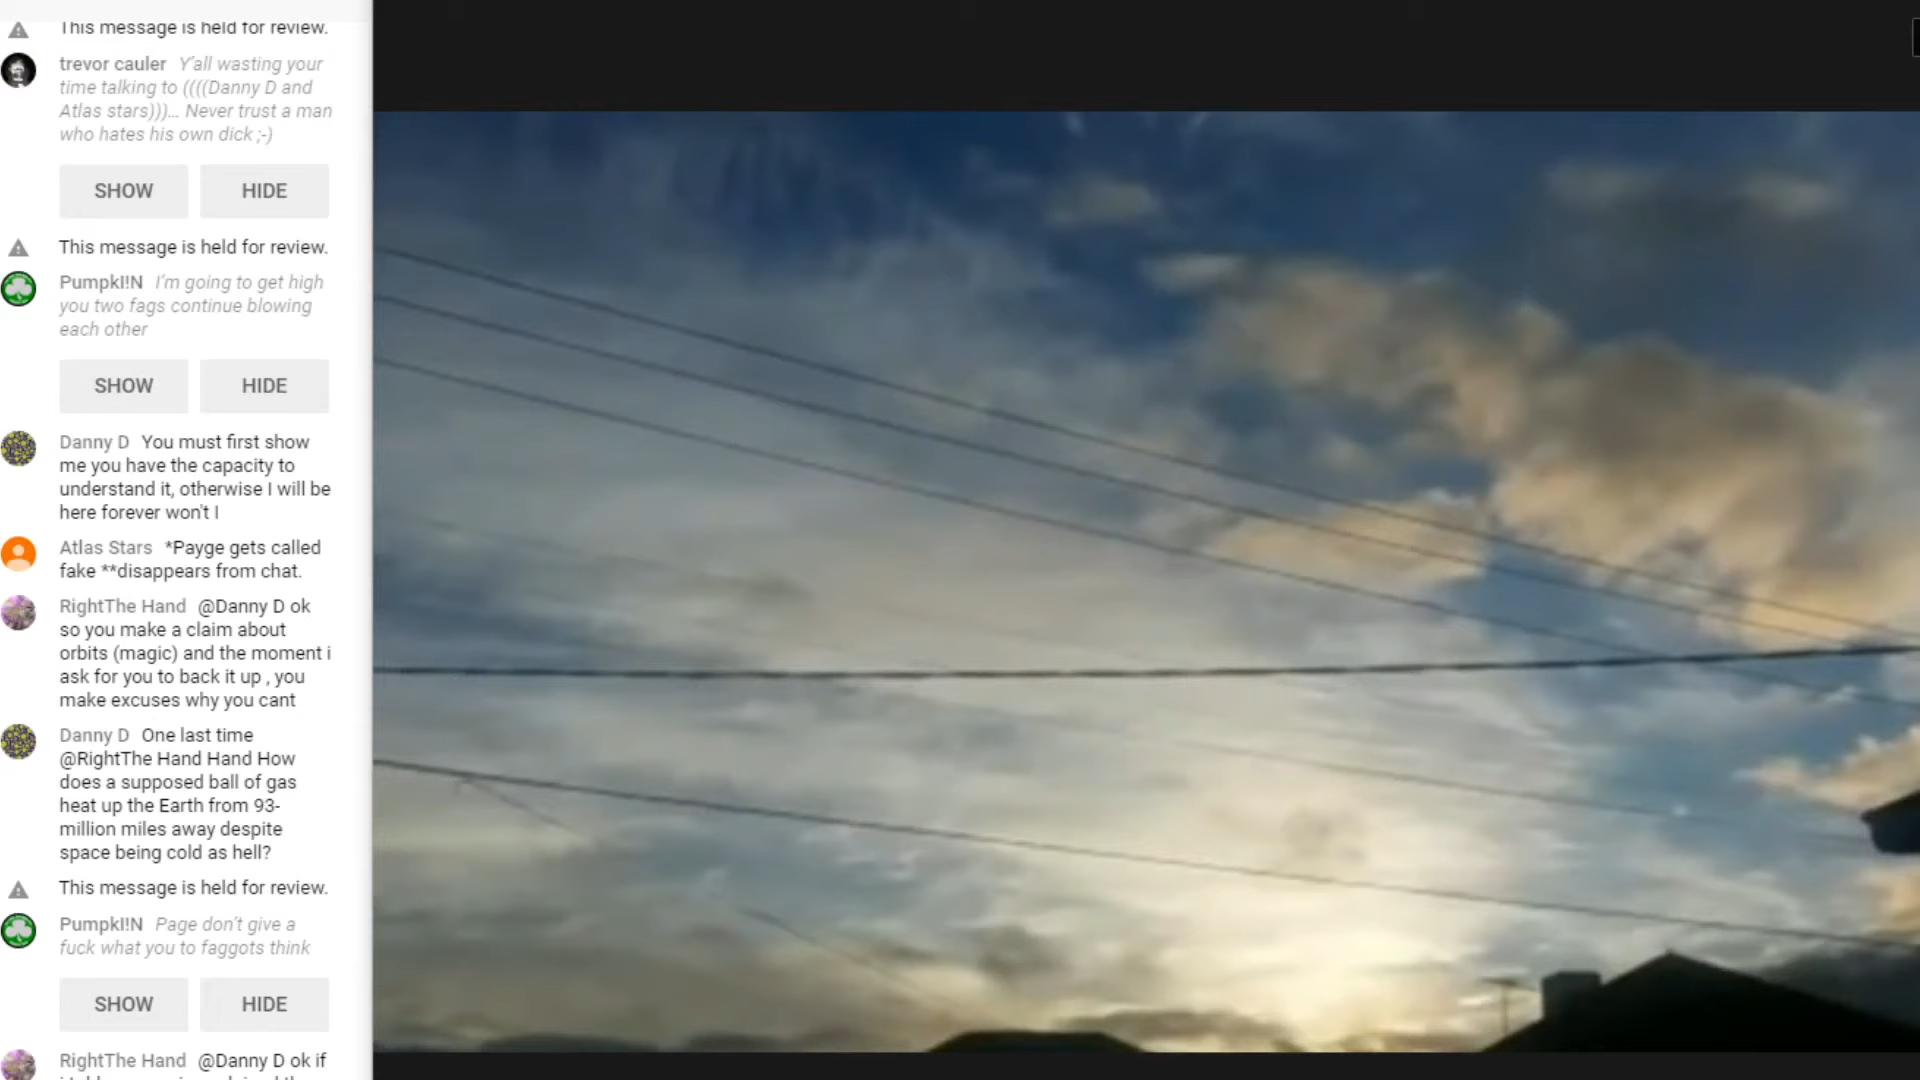 This message is held for review.
trevor cauler Y'all wasting your
time talking to ((((Danny D and
Atlas stars)))... Never trust a man
who hates his own dick ;-)
SHOW HIDE
This message is held for review.
PumpkI!N I'm going to get high
you two fags continue blowing
each other
SHOW HIDE
Danny D You must first show
me you have the capacity to
understand it, otherwise I will be
here forever won't I
Atlas Stars *Payge gets called
fake **disappears from chat.
RightThe Hand @Danny D ok
so you make a claim about
orbits (magic) and the moment i
ask for you to back it up , you
make excuses why you cant
Danny D One last time
@RightThe Hand Hand How
does a supposed ball of gas
heat up the Earth from 93-
million miles away despite
space being cold as hell?
This message is held for review.
PumpkI!N Page don't give a
fuck what you to faggots think
SHOW HIDE
RightThe Hand @Danny D ok if